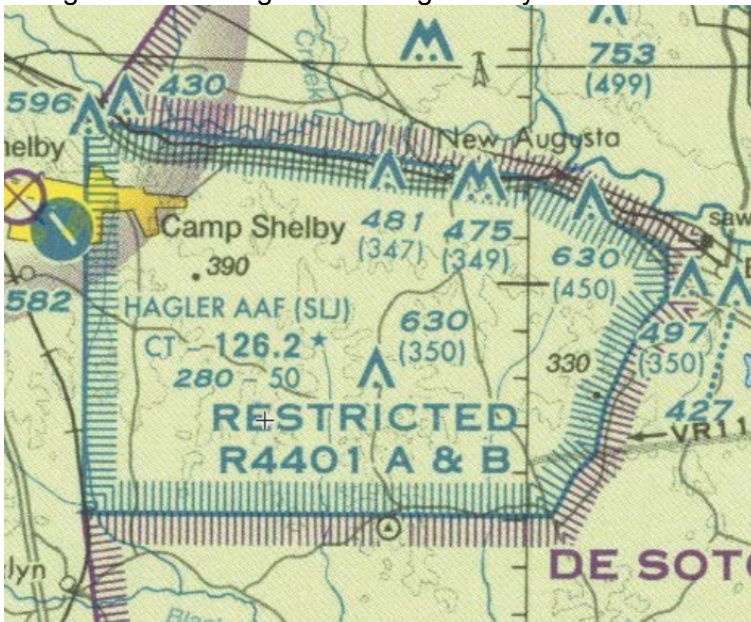 753
(499)
Creek
596
430
helby
New Augusta
saw
Camp Shelby
481
(347)
475
(349)
390
630
(450)
582
HAGLER AAF (SLJ)
CT – 126.2 *
280 – 50
630
(350)
497
(350)
330
427
RESTRICTED
R4401 A & B
VR11
DE SOTO
lyn
Black